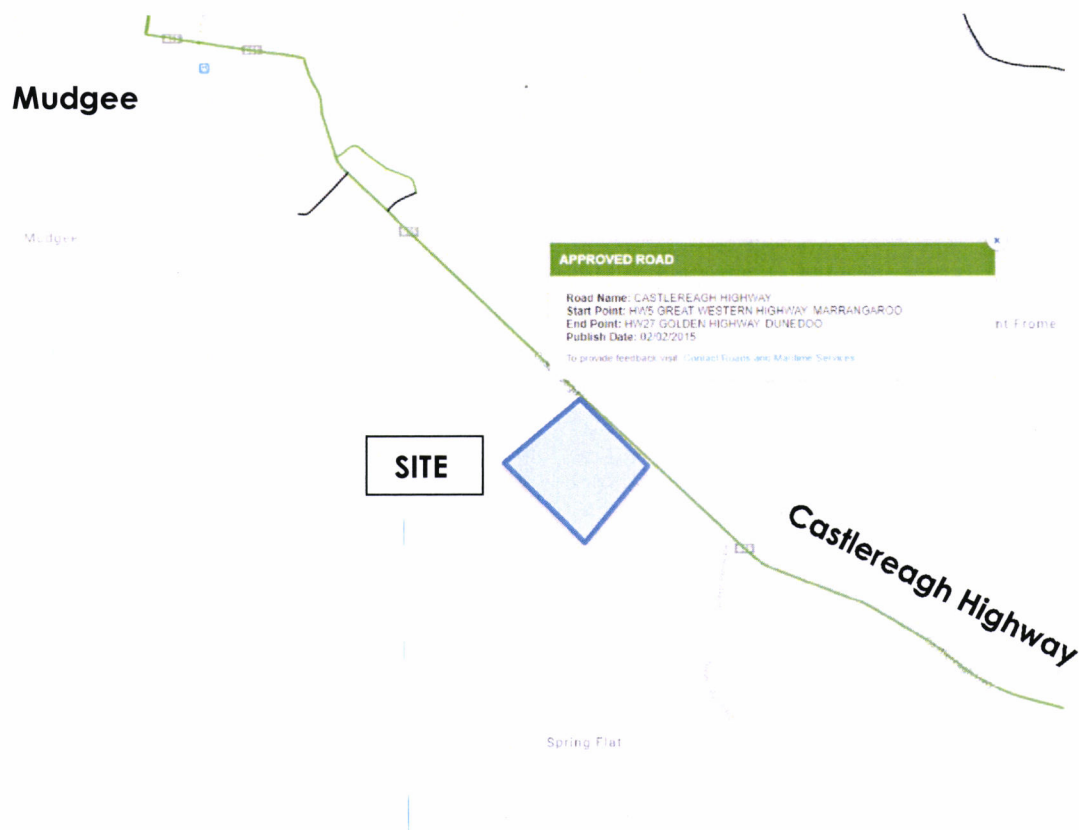 Mudgee
Mudgee
APPROVED ROAD
Road Name: CASTLEREAGH HIGHWAY
Start Point: HW5 GREAT WESTERN HIGHWAY MARRANGAROO
End Point: HW27 GOLDEN HIGHWAY DUNEDOO
Publish Date: 02/02/2015
nt Frome
To provide feedback visit Contact Roads and Maritime Services
SITE
Castlereagh Highway
Spring Flat